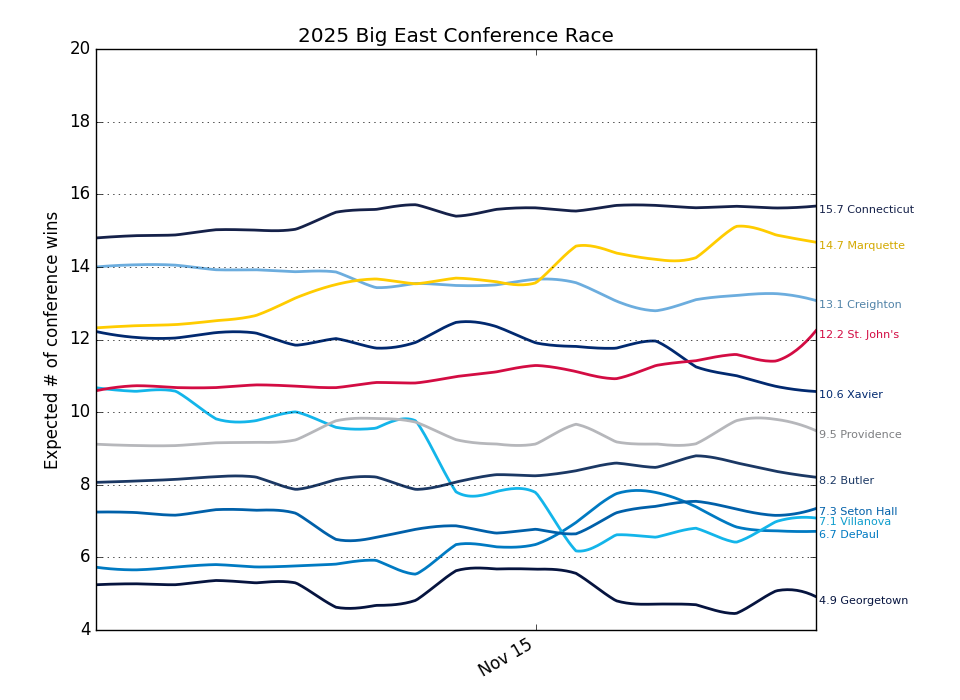 2025 Big East Conference Race
Expected # of conference wins
20
18
16
14
12
10
8
6
4
Nov 15
15.7 Connecticut
14.7 Marquette
13.1 Creighton
12.2 St. John's
10.6 Xavier
9.5 Providence
8.2 Butler
7.3 Seton Hall
7.1 Villanova
6.7 DePaul
4.9 Georgetown